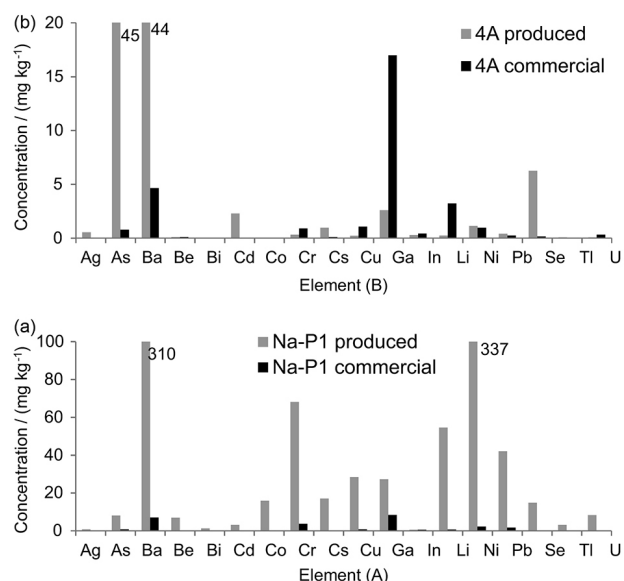 (b)
20
15
10
5
0
Concentration / (mg kg-1)
45
44
4A produced
4A commercial
Ag As Ba Be Bi Cd Co Cr Cs Cu Ga In Li Ni Pb Se Tl U
Element (B)
(a)
100
80
60
40
20
0
Concentration / (mg kg-1)
310
337
Na-P1 produced
Na-P1 commercial
Ag As Ba Be Bi Cd Co Cr Cs Cu Ga In Li Ni Pb Se Tl U
Element (A)